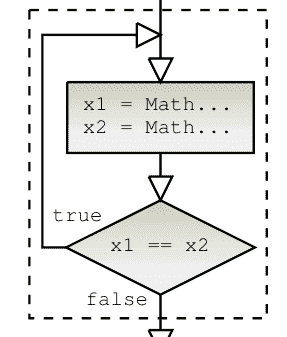 x1 = Math...
x2 = Math...
true
x1 == x2
false